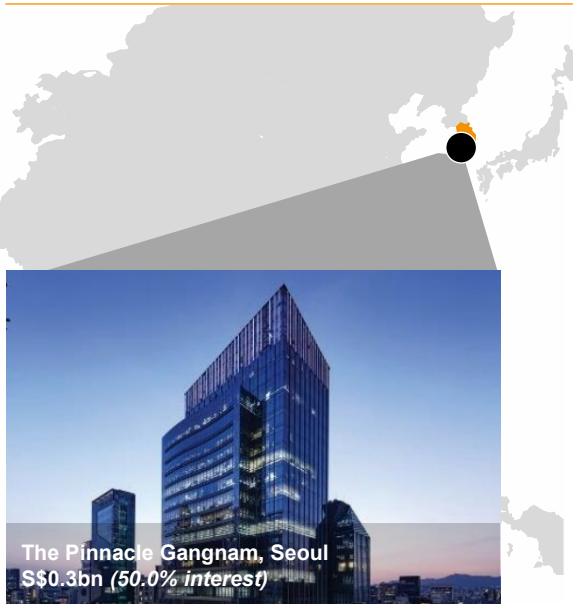 The Pinnacle Gangnam, Seoul
S$0.3bn (50.0% interest)